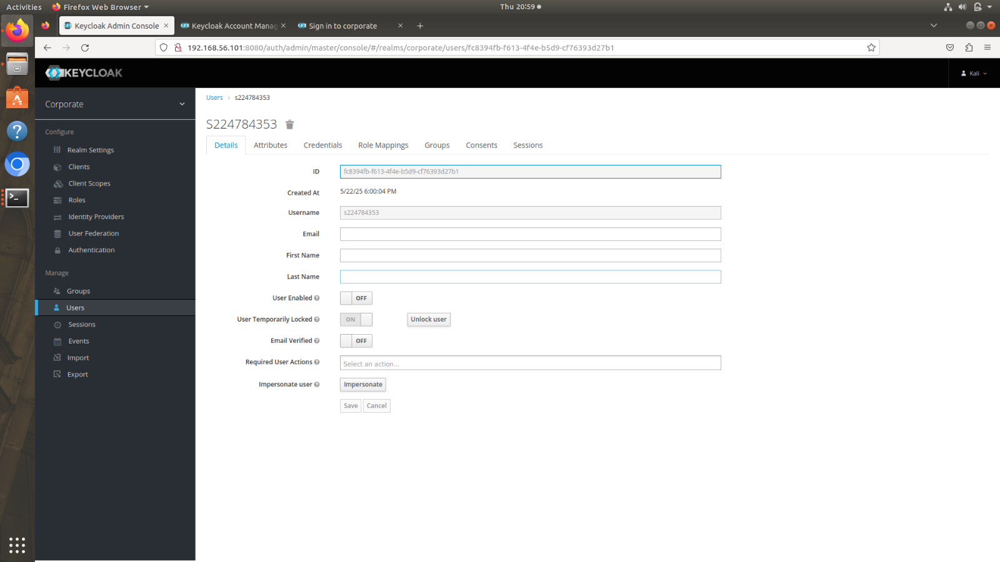 Activities
Firefox Web Browser
Thu 20:59
Keycloak Admin Console
Keycloak Account Manag
Sign in to corporate
192.168.56.101:8080/auth/admin/master/console/#/realms/corporate/users/fc8394fb-f613-4f4e-b5d9-cf76393d27b1
KEYCLOAK
Kali
Corporate
Configure
Realm Settings
Clients
Client Scopes
Roles
Identity Providers
User Federation
Authentication
Manage
Groups
Users
Sessions
Events
Import
Export
Users > s224784353
S224784353
Details Attributes Credentials Role Mappings Groups Consents Sessions
ID fc8394fb-f613-4f4e-b5d9-cf76393d27b1
Created At 5/22/25 6:00:04 PM
Username s224784353
Email
First Name
Last Name
User Enabled OFF
User Temporarily Locked ON Unlock user
Email Verified OFF
Required User Actions Select an action...
Impersonate user Impersonate
Save Cancel